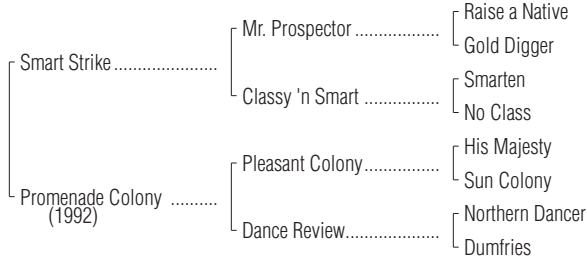 Raise a Native
Mr. Prospector ..................
Gold Digger
Smart Strike ......................
Smarten
Classy 'n Smart ................
No Class
His Majesty
Pleasant Colony ................
Sun Colony
Promenade Colony ..........
(1992)
Northern Dancer
Dance Review....................
Dumfries